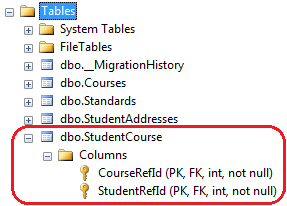 Tables
System Tables
FileTables
dbo.__MigrationHistory
dbo.Courses
dbo.Standards
dbo.StudentAddresses
dbo.StudentCourse
Columns
CourseRefId (PK, FK, int, not null)
StudentRefId (PK, FK, int, not null)